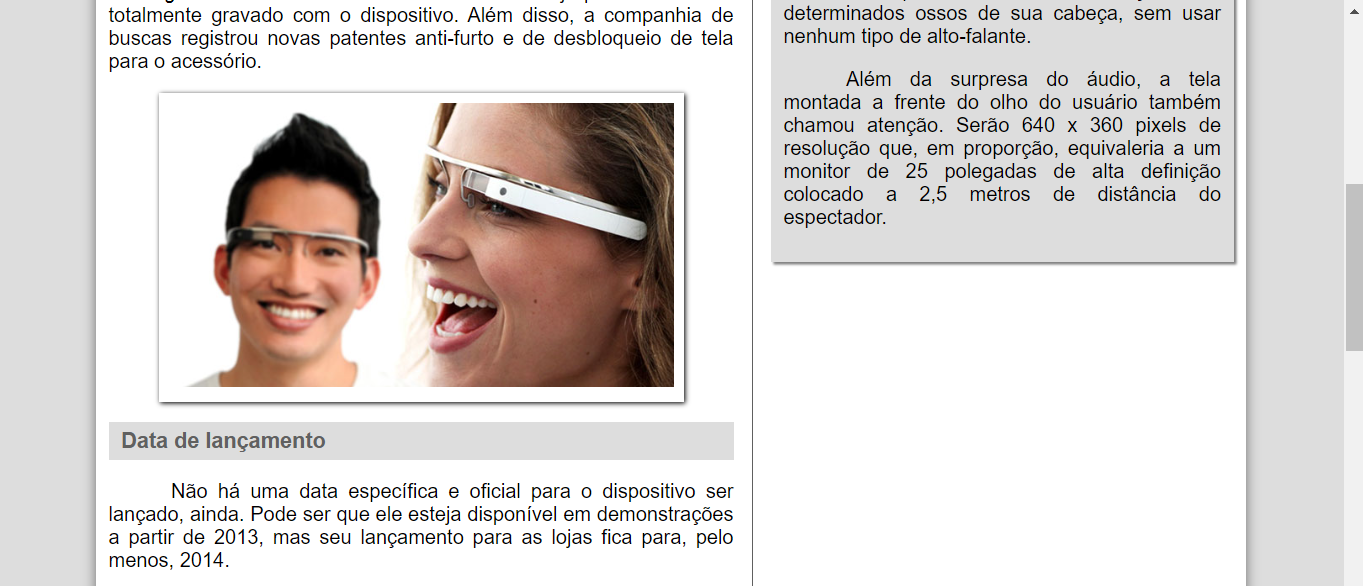 totalmente gravado com o dispositivo. Além disso, a companhia de
buscas registrou novas patentes anti-furto e de desbloqueio de tela
para o acessório.
Data de lançamento
Não há uma data específica e oficial para o dispositivo ser
lançado, ainda. Pode ser que ele esteja disponível em demonstrações
a partir de 2013, mas seu lançamento para as lojas fica para, pelo
menos, 2014.
determinados ossos de sua cabeça, sem usar
nenhum tipo de alto-falante.
Além da surpresa do áudio, a tela
montada a frente do olho do usuário também
chamou atenção. Serão 640 x 360 pixels de
resolução que, em proporção, equivaleria a um
monitor de 25 polegadas de alta definição
colocado a 2,5 metros de distância do
espectador.